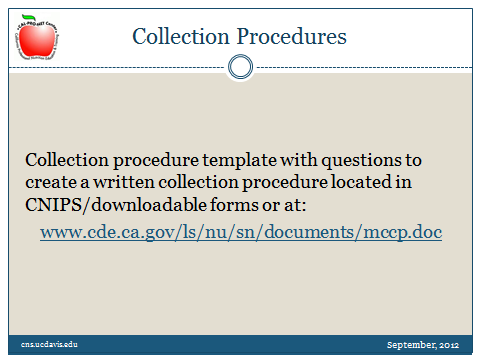 Collection Procedures
Collection procedure template with questions to
create a written collection procedure located in
CNIPS/downloadable forms or at:
www.cde.ca.gov/ls/nu/sn/documents/mccp.doc
cns.ucdavis.edu
September, 2012